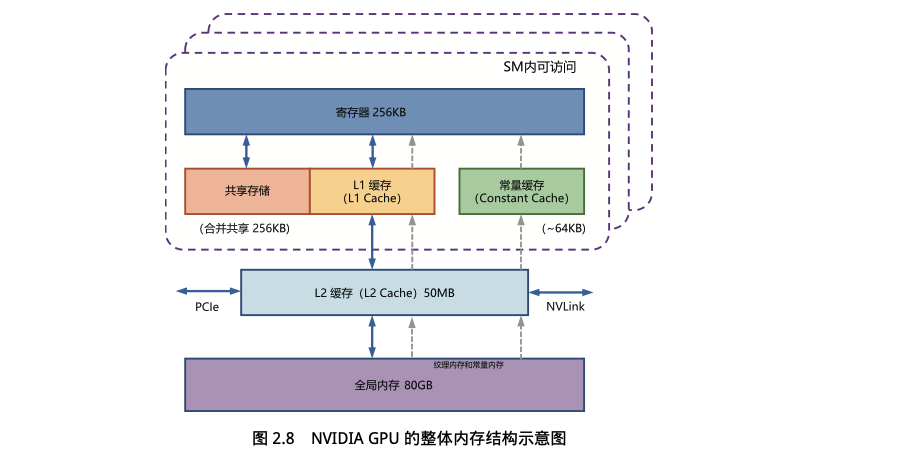 SM内可访问
寄存器 256KB
共享存储
L1 缓存
（L1 Cache）
常量缓存
（Constant Cache）
（合并共享 256KB）
（~64KB）
L2 缓存（L2 Cache）50MB
PCIe
NVLink
纹理内存和常量内存
全局内存 80GB
图 2.8 NVIDIA GPU 的整体内存结构示意图